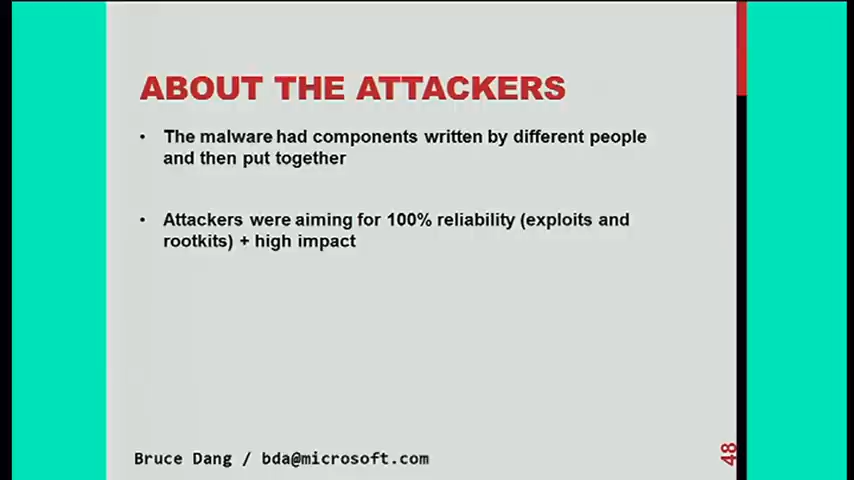 ABOUT THE ATTACKERS
• The malware had components written by different people
and then put together
• Attackers were aiming for 100% reliability (exploits and
rootkits) + high impact
Bruce Dang / bda@microsoft.com
48